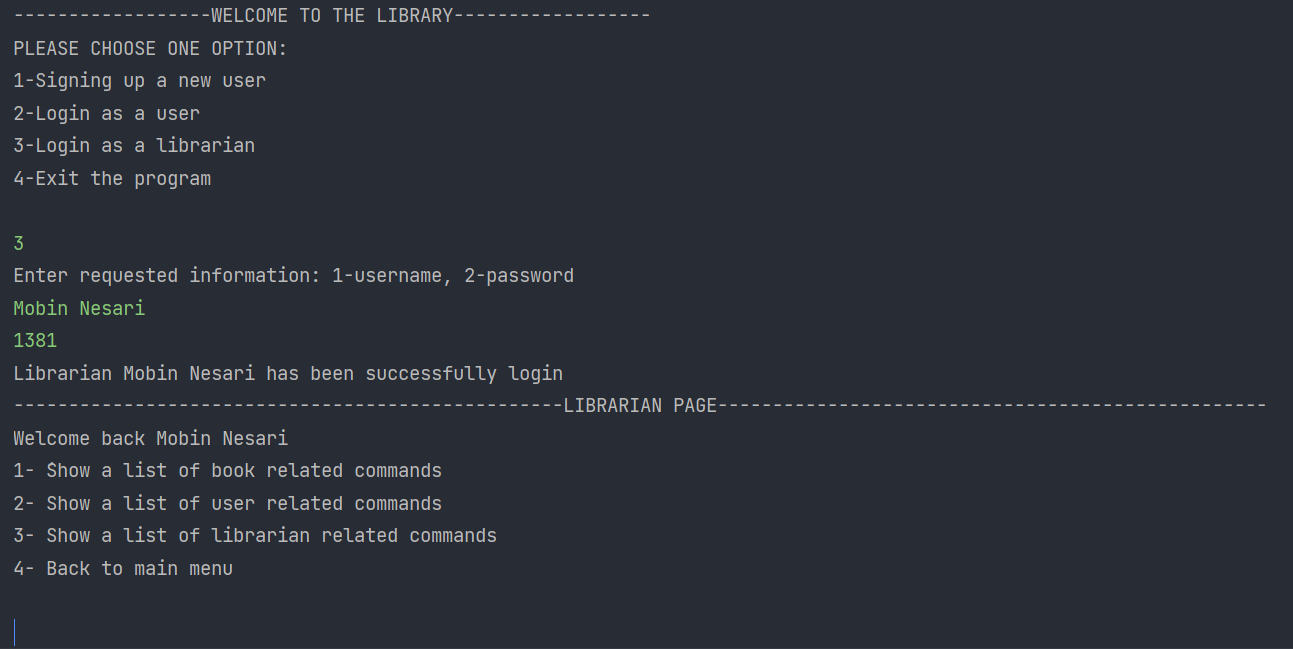 ------------------WELCOME TO THE LIBRARY------------------
PLEASE CHOOSE ONE OPTION:
1-Signing up a new user
2-Login as a user
3-Login as a librarian
4-Exit the program
3
Enter requested information: 1-username, 2-password
Mobin Nesari
1381
Librarian Mobin Nesari has been successfully login
--------------------------------------------------LIBRARIAN PAGE--------------------------------------------------
Welcome back Mobin Nesari
1- Show a list of book related commands
2- Show a list of user related commands
3- Show a list of librarian related commands
4- Back to main menu